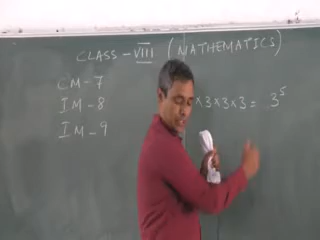 CLASS - VIII (MATHEMATICS)
CM - 7
IM - 8
IM - 9
×3×3×3 = 3⁵